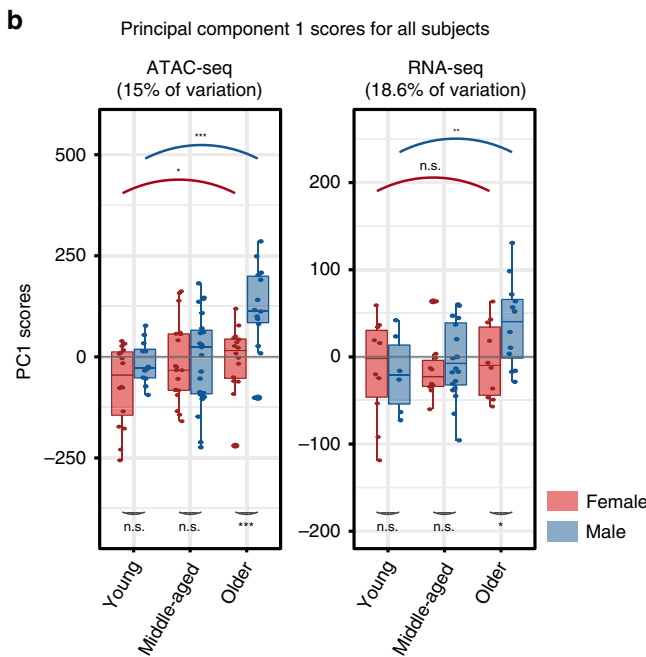 b
Principal component 1 scores for all subjects
ATAC-seq
(15% of variation)
RNA-seq
(18.6% of variation)
PC1 scores
500
250
0
−250
***
*
n.s.
n.s.
***
Young
Middle-aged
Older
200
100
0
−100
−200
**
n.s.
n.s.
n.s.
*
Young
Middle-aged
Older
Female
Male